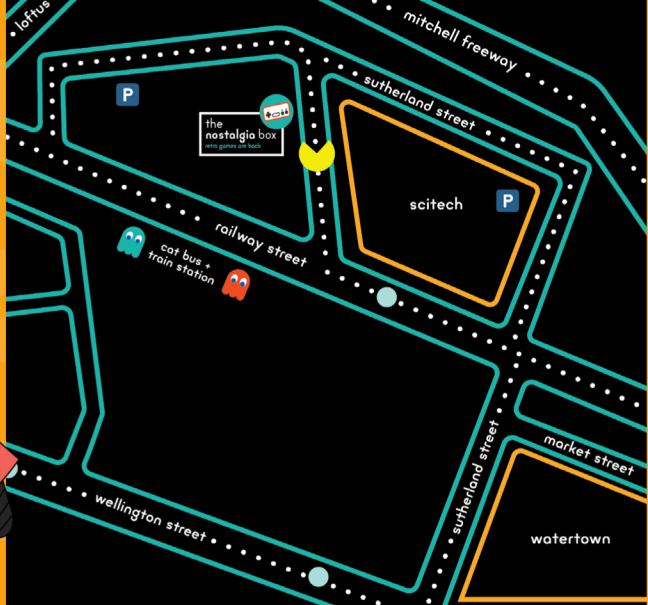 loftus
mitchell freeway
P
sutherland street
the
nostalgia box
retro games are back
scitech
P
railway street
cat bus +
train station
sutherland street
market street
wellington street
watertown